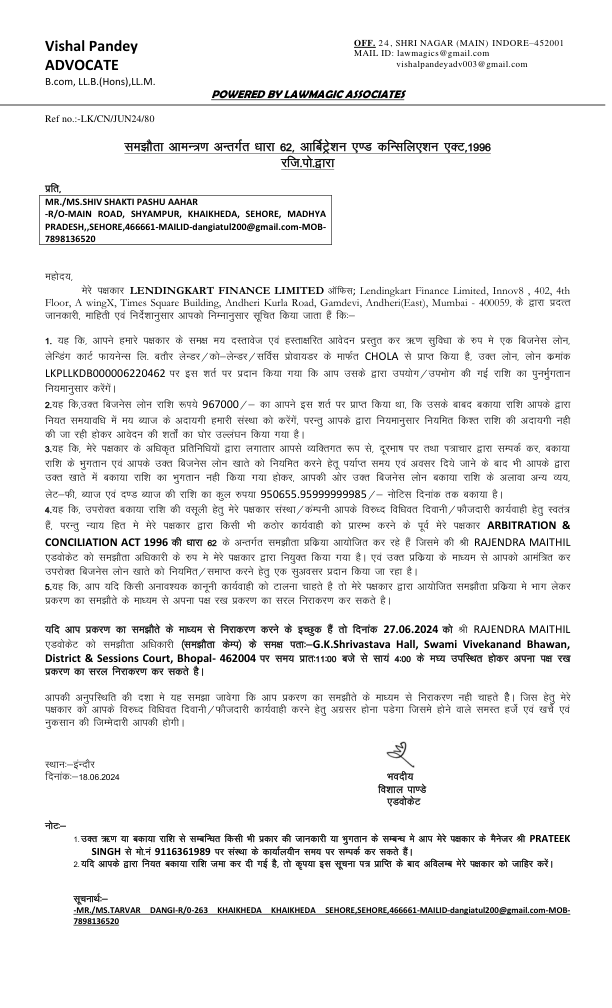 Vishal Pandey
ADVOCATE
B.com, LL.B.(Hons),LL.M.
OFF. 24, SHRI NAGAR (MAIN) INDORE–452001
MAIL ID: lawmagics@gmail.com
vishalpandeyadv003@gmail.com
POWERED BY LAWMAGIC ASSOCIATES
Ref no.:-LK/CN/JUN24/80
समझौता आमन्त्रण अन्तर्गत धारा 62, आर्बिट्रेशन एण्ड कन्सिलिएशन एक्ट,1996
रजि.पो.द्वारा
प्रति,
MR./MS.SHIV SHAKTI PASHU AAHAR
-R/O-MAIN ROAD, SHYAMPUR, KHAIKHEDA, SEHORE, MADHYA
PRADESH,,SEHORE,466661-MAILID-dangiatul200@gmail.com-MOB-
7898136520
महोदय,
मेरे पक्षकार LENDINGKART FINANCE LIMITED ऑफिस; Lendingkart Finance Limited, Innov8 , 402, 4th
Floor, A wingX, Times Square Building, Andheri Kurla Road, Gamdevi, Andheri(East), Mumbai - 400059, के द्वारा प्रदत्त
जानकारी, माहिती एवं निर्देशानुसार आपको निम्नानुसार सूचित किया जाता हैं कि:–
1. यह कि, आपने हमारे पक्षकार के समक्ष मय दस्तावेज एवं हस्ताक्षरित आवेदन प्रस्तुत कर ऋण सुविधा के रुप मे एक बिजनेस लोन,
लेन्डिंग कार्ट फायनेन्स लि. बतौर लेन्डर/को–लेन्डर/सर्विस प्रोवायडर के मार्फत CHOLA से प्राप्त किया है, उक्त लोन, लोन क्रमांक
LKPLLKDB000006220462 पर इस शर्त पर प्रदान किया गया कि आप उसके द्वारा उपयोग/उपभोग की गई राशि का पुनर्मुगतान
नियमानुसार करेंगें।
2.यह कि,उक्त बिजनेस लोन राशि रूपये 967000/– का आपने इस शर्त पर प्राप्त किया था, कि उसके बाबद बकाया राशि आपके द्वारा
नियत समयावधि में मय ब्याज के अदायगी हमारी संस्था को करेंगें, परन्तु आपके द्वारा नियमानुसार नियमित किश्त राशि की अदायगी नही
की जा रही होकर आवेदन की शर्तों का घोर उल्लंघन किया गया है।
3.यह कि, मेरे पक्षकार के अधिकृत प्रतिनिधियों द्वारा लगातार आपसे व्यक्तिगत रूप से, दूरभाष पर तथा पत्राचार द्वारा सम्पर्क कर, बकाया
राशि के भुगतान एवं आपके उक्त बिजनेस लोन खाते को नियमित करने हेतू पर्याप्त समय एवं अवसर दिये जाने के बाद भी आपके द्वारा
उक्त खाते में बकाया राशि का भुगतान नही किया गया होकर, आपकी ओर उक्त बिजनेस लोन बकाया राशि के अलावा अन्य व्यय,
लेट–फी, ब्याज एवं दण्ड ब्याज की राशि का कुल रुपया 950655.95999999985/– नोटिस दिनांक तक बकाया है।
4.यह कि, उपरोक्त बकाया राशि की वसूली हेतु मेरे पक्षकार संस्था/कंम्पनी आपके विरुद्द विधिवत दिवानी/फौजदारी कार्यवाही हेतु स्वतंत्र
हैं, परन्तु न्याय हित मे मेरे पक्षकार द्वारा किसी भी कठोर कार्यवाही को प्रारम्भ करने के पूर्व मेरे पक्षकार ARBITRATION &
CONCILIATION ACT 1996 की धारा 62 के अन्तर्गत समझौता प्रकिया आयोजित कर रहे हैं जिसमे की श्री RAJENDRA MAITHIL
एडवोकेट को समझौता अधिकारी के रुप मे मेरे पक्षकार द्वारा नियुक्त किया गया है। एवं उक्त प्रकिया के माध्यम से आपको आमंत्रित कर
उपरोक्त बिजनेस लोन खाते को नियमित/समाप्त करने हेतु एक सुअवसर प्रदान किया जा रहा है।
5.यह कि, आप यदि किसी अनावश्यक कानूनी कार्यवाही को टालना चाहते है तो मेरे पक्षकार द्वारा आयोजित समझौता प्रकिया मे भाग लेकर
प्रकरण का समझौते के माध्यम से अपना पक्ष रख प्रकरण का सरल निराकरण कर सकते है।
यदि आप प्रकरण का समझौते के माध्यम से निराकरण करने के इच्छुक हैं तो दिनांक 27.06.2024 को श्री RAJENDRA MAITHIL
एडवोकेट को समझौता अधिकारी (समझौता केम्प) के समक्ष पता:–G.K.Shrivastava Hall, Swami Vivekanand Bhawan,
District & Sessions Court, Bhopal- 462004 पर समय प्रात:11:00 बजे से सायं 4:00 के मघ्य उपस्थित होकर अपना पक्ष रख
प्रकरण का सरल निराकरण कर सकते है।
आपकी अनुपस्थिति की दशा मे यह समझा जावेगा कि आप प्रकरण का समझौते के माध्यम से निराकरण नही चाहते है। जिस हेतु मेरे
पक्षकार को आपके विरुध्द विधिवत दिवानी/फौजदारी कार्यवाही करने हेतु अग्रसर होना पडेगा जिसमे होने वाले समस्त हर्जे एवं खर्चे एवं
नुकसान की जिम्मेदारी आपकी होगी।
स्थान:–इंन्दौर
दिनांक:–18.06.2024
भवदीय
विशाल पाण्डे
एडवोकेट
नोट:–
1.उक्त ऋण या बकाया राशि से सम्बन्धित किसी भी प्रकार की जानकारी या भुगतान के सम्बन्ध मे आप मेरे पक्षकार के मैनेजर श्री PRATEEK
SINGH से मो.नं 9116361989 पर संस्था के कार्यालयीन समय पर सम्पर्क कर सकते हैं।
2.यदि आपके द्वारा नियत बकाया राशि जमा कर दी गई है, तो कृपया इस सूचना पत्र प्राप्ति के बाद अविलम्ब मेरे पक्षकार को जाहिर करें।
सूचनार्थ:–
-MR./MS.TARVAR DANGI-R/0-263 KHAIKHEDA KHAIKHEDA SEHORE,SEHORE,466661-MAILID-dangiatul200@gmail.com-MOB-
7898136520